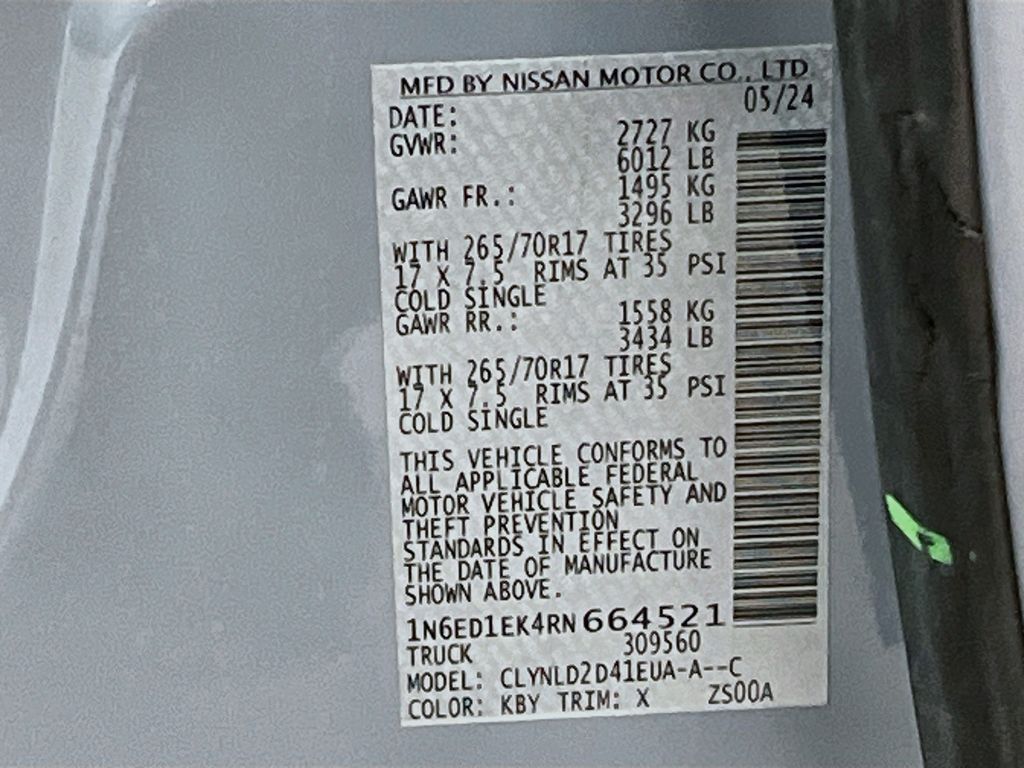 MFD BY NISSAN MOTOR CO., LTD
DATE: 05/24
GVWR: 2727 KG
6012 LB
GAWR FR.: 1495 KG
3296 LB
WITH 265/70R17 TIRES
17 X 7.5 RIMS AT 35 PSI
COLD SINGLE
GAWR RR.: 1558 KG
3434 LB
WITH 265/70R17 TIRES
17 X 7.5 RIMS AT 35 PSI
COLD SINGLE
THIS VEHICLE CONFORMS TO
ALL APPLICABLE FEDERAL
MOTOR VEHICLE SAFETY AND
THEFT PREVENTION
STANDARDS IN EFFECT ON
THE DATE OF MANUFACTURE
SHOWN ABOVE.
1N6ED1EK4RN664521
TRUCK 309560
MODEL: CLYNLD2D41EUA-A--C
COLOR: KBY TRIM: X ZS00A